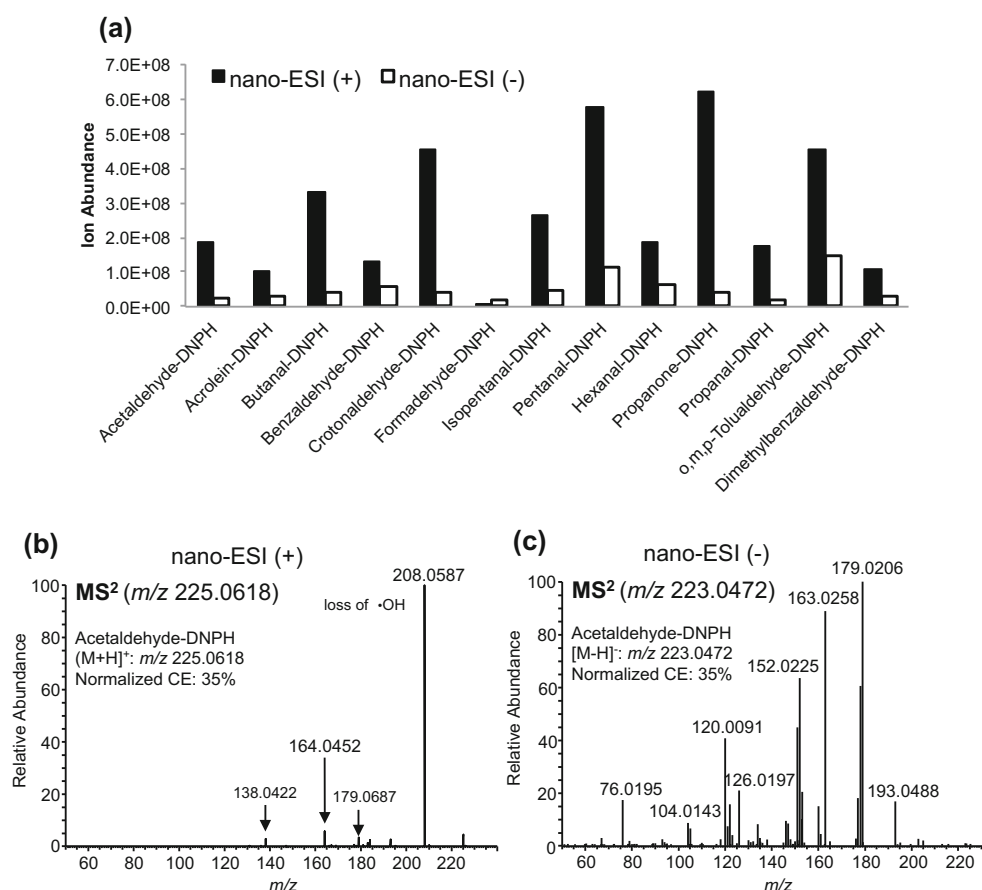 (a)
7.0E+08
6.0E+08
5.0E+08
4.0E+08
3.0E+08
2.0E+08
1.0E+08
0.0E+00
Ion Abundance
nano-ESI (+) nano-ESI (-)
Acetaldehyde-DNPH
Acrolein-DNPH
Butanal-DNPH
Benzaldehyde-DNPH
Crotonaldehyde-DNPH
Formadehyde-DNPH
Isopentanal-DNPH
Pentanal-DNPH
Hexanal-DNPH
Propanone-DNPH
Propanal-DNPH
o,m,p-Tolualdehyde-DNPH
Dimethylbenzaldehyde-DNPH
(b)
nano-ESI (+)
MS² (m/z 225.0618)
208.0587
loss of •OH
Acetaldehyde-DNPH
(M+H]⁺: m/z 225.0618
Normalized CE: 35%
164.0452
138.0422
179.0687
100
80
60
40
20
0
Relative Abundance
60 80 100 120 140 160 180 200 220
m/z
(c)
nano-ESI (-)
179.0206
MS² (m/z 223.0472)
163.0258
Acetaldehyde-DNPH
[M-H]⁻: m/z 223.0472
Normalized CE: 35%
152.0225
120.0091
126.0197
76.0195
104.0143
193.0488
100
80
60
40
20
0
Relative Abundance
60 80 100 120 140 160 180 200 220
m/z